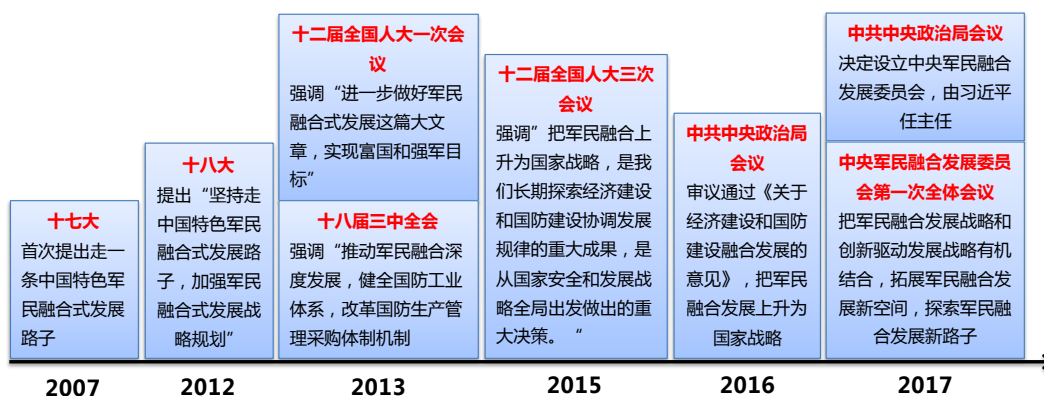 十七大
首次提出走一
条中国特色军
民融合式发展
路子
2007
十八大
提出“坚持走
中国特色军民
融合式发展路
子，加强军民
融合式发展战
略规划”
2012
十二届全国人大一次会
议
强调“进一步做好军民
融合式发展这篇大文
章，实现富国和强军目
标”
十八届三中全会
强调“推动军民融合深
度发展，健全国防工业
体系，改革国防生产管
理采购体制机制
2013
十二届全国人大三次
会议
强调”把军民融合上
升为国家战略，是我
们长期探索经济建设
和国防建设协调发展
规律的重大成果，是
从国家安全和发展战
略全局出发做出的重
大决策。“
2015
中共中央政治局
会议
审议通过《关于
经济建设和国防
建设融合发展的
意见》，把军民
融合发展上升为
国家战略
2016
中共中央政治局会议
决定设立中央军民融合
发展委员会，由习近平
任主任
中央军民融合发展委员
会第一次全体会议
把军民融合发展战略和
创新驱动发展战略有机
结合，拓展军民融合发
展新空间，探索军民融
合发展新路子
2017